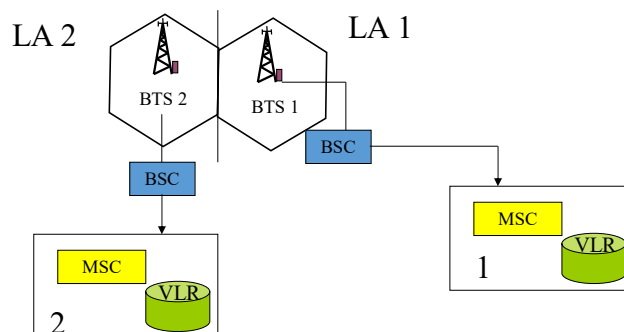 LA 2
LA 1
BTS 2
BTS 1
BSC
BSC
MSC
VLR
1
MSC
VLR
2